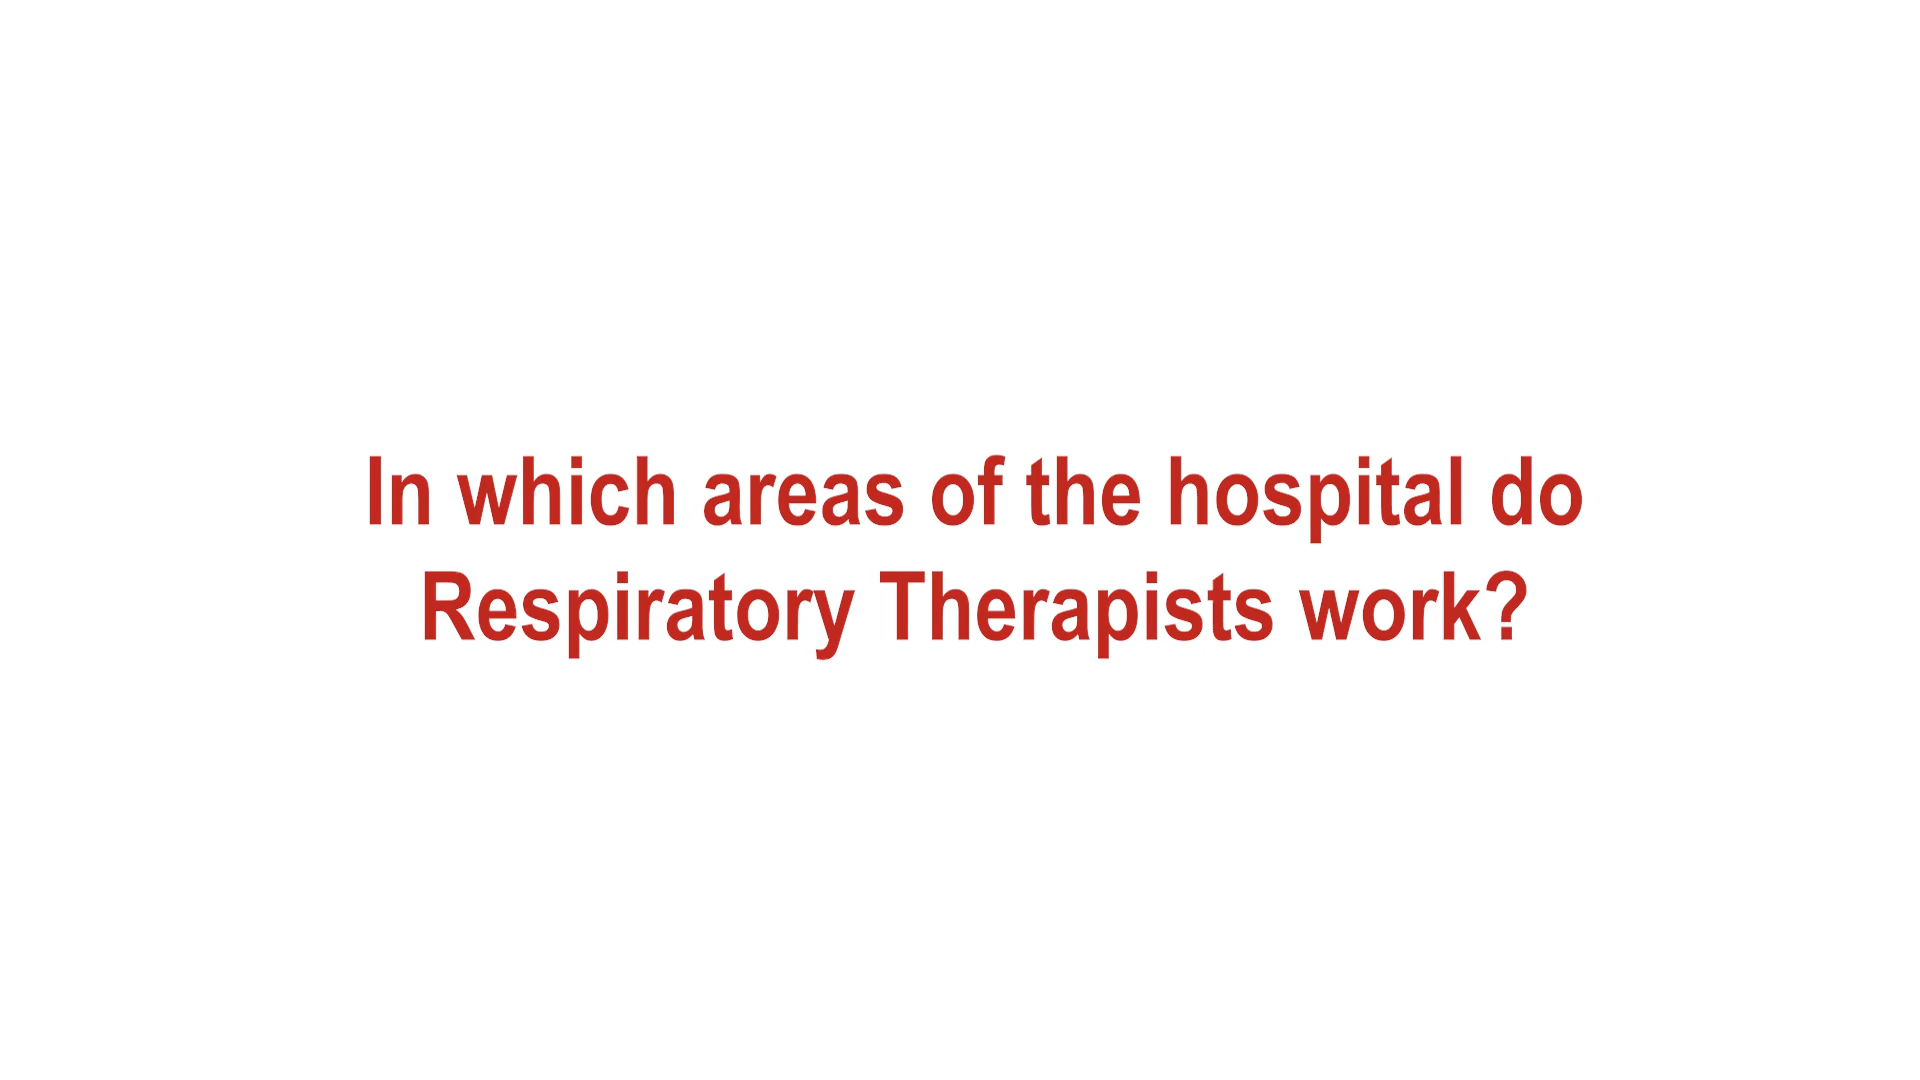 In which areas of the hospital do
Respiratory Therapists work?